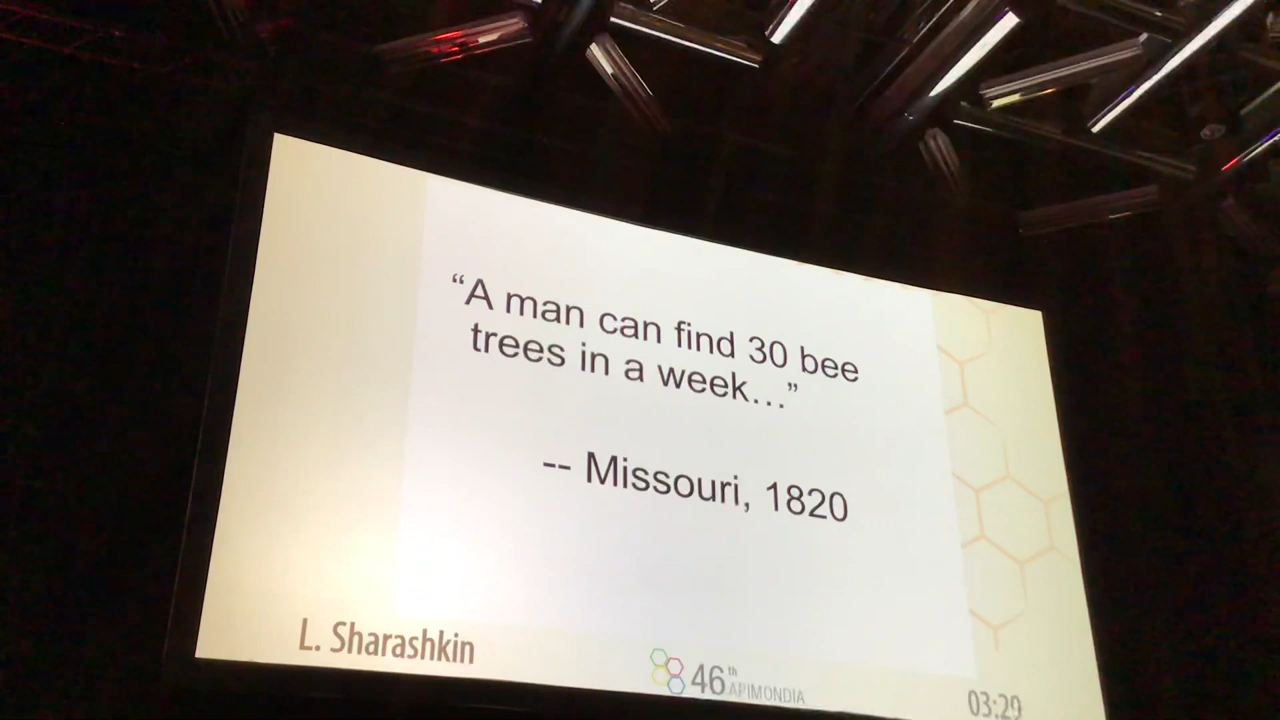 “A man can find 30 bee
trees in a week…”
-- Missouri, 1820
L. Sharashkin
46th
APIMONDIA
03:29